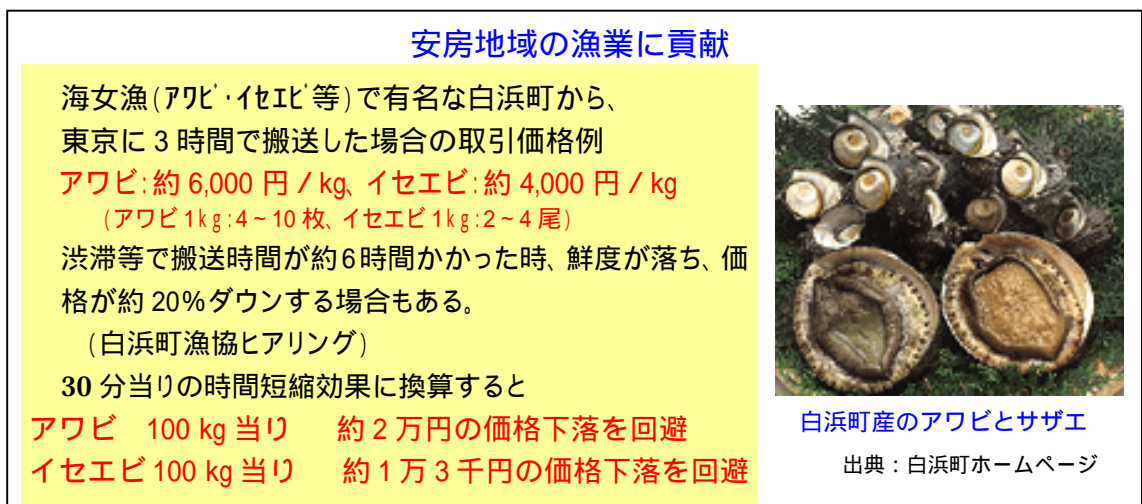 安房地域の漁業に貢献
海女漁(ｱﾜﾋﾞ･ｲｾｴﾋﾞ等)で有名な白浜町から、
東京に3時間で搬送した場合の取引価格例
アワビ:約6,000円/kg、イセエビ:約4,000円/kg
(アワビ1kg:4~10枚、イセエビ1kg:2~4尾)
渋滞等で搬送時間が約6時間かかった時、鮮度が落ち、価
格が約20%ダウンする場合もある。
(白浜町漁協ヒアリング)
30分当りの時間短縮効果に換算すると
アワビ 100kg当り 約2万円の価格下落を回避
イセエビ100kg当り 約1万3千円の価格下落を回避
白浜町産のアワビとサザエ
出典:白浜町ホームページ